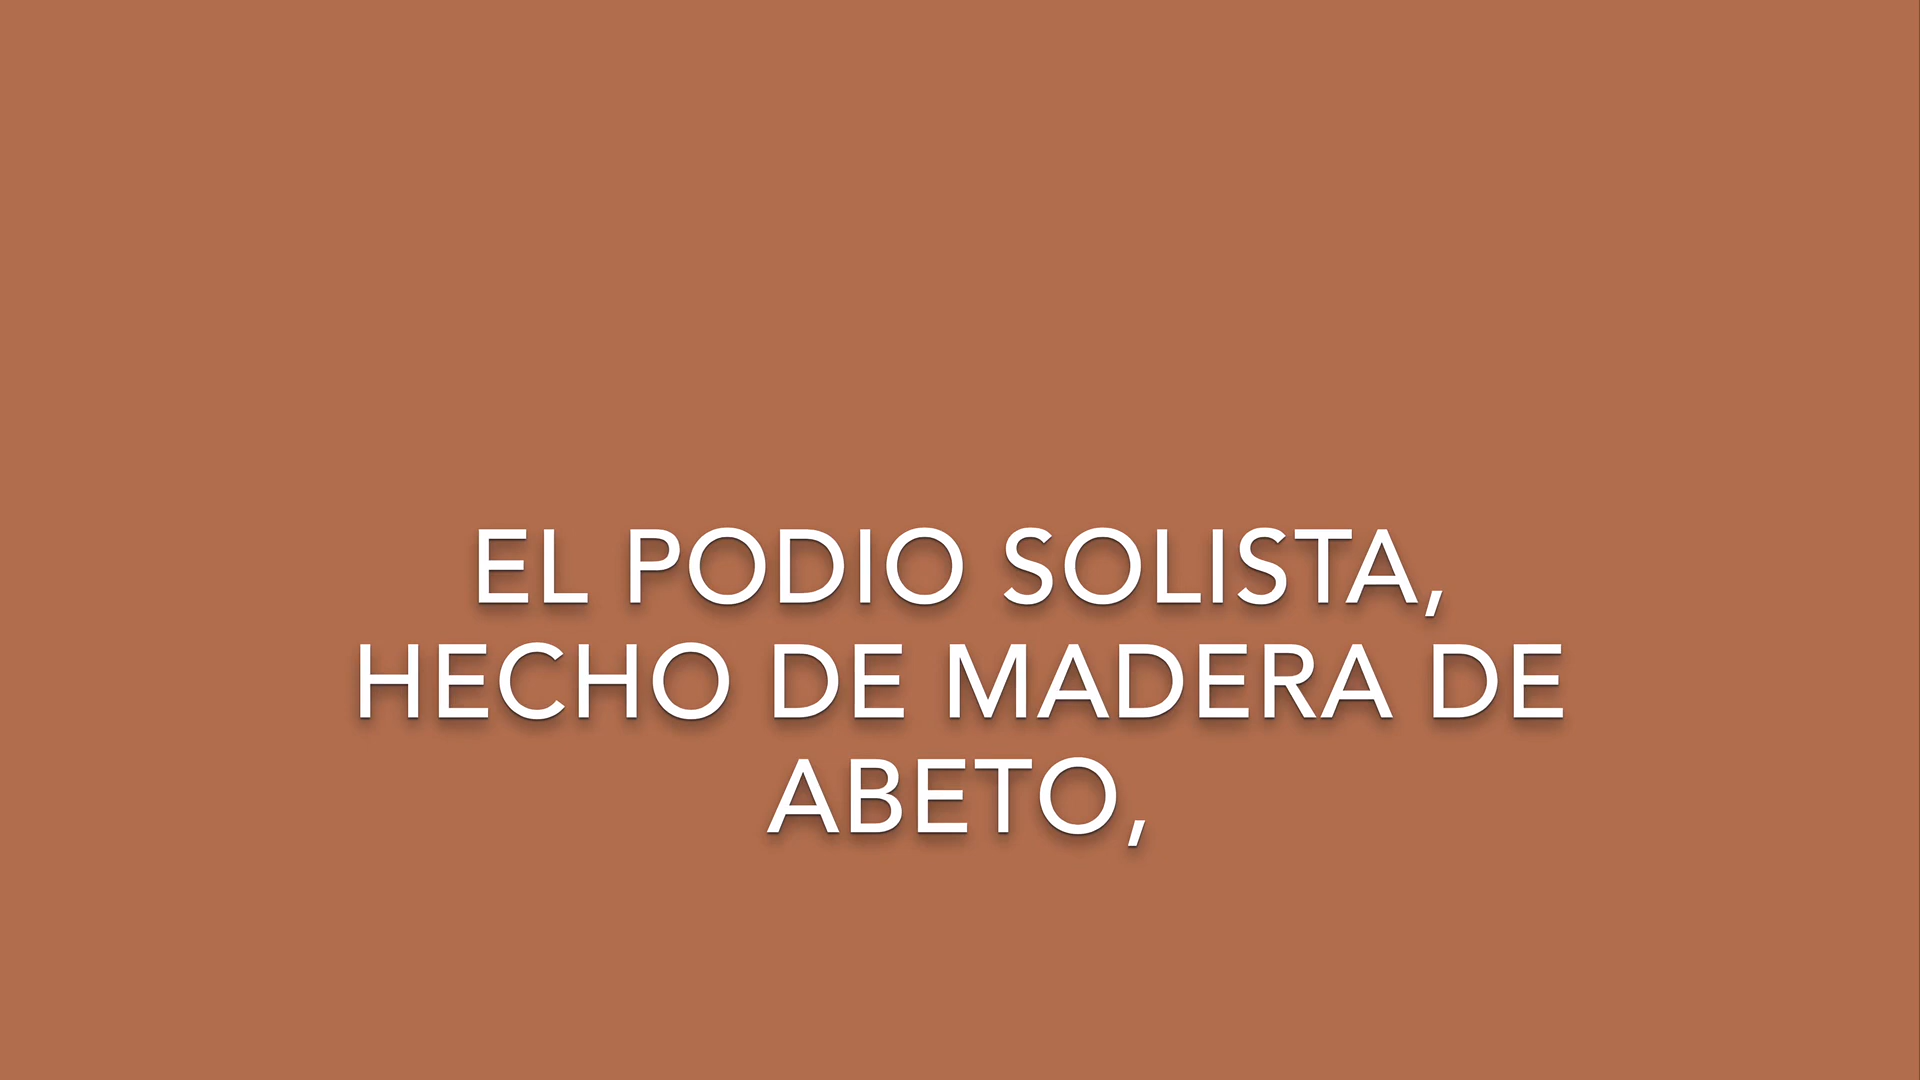 EL PODIO SOLISTA,
HECHO DE MADERA DE
ABETO,